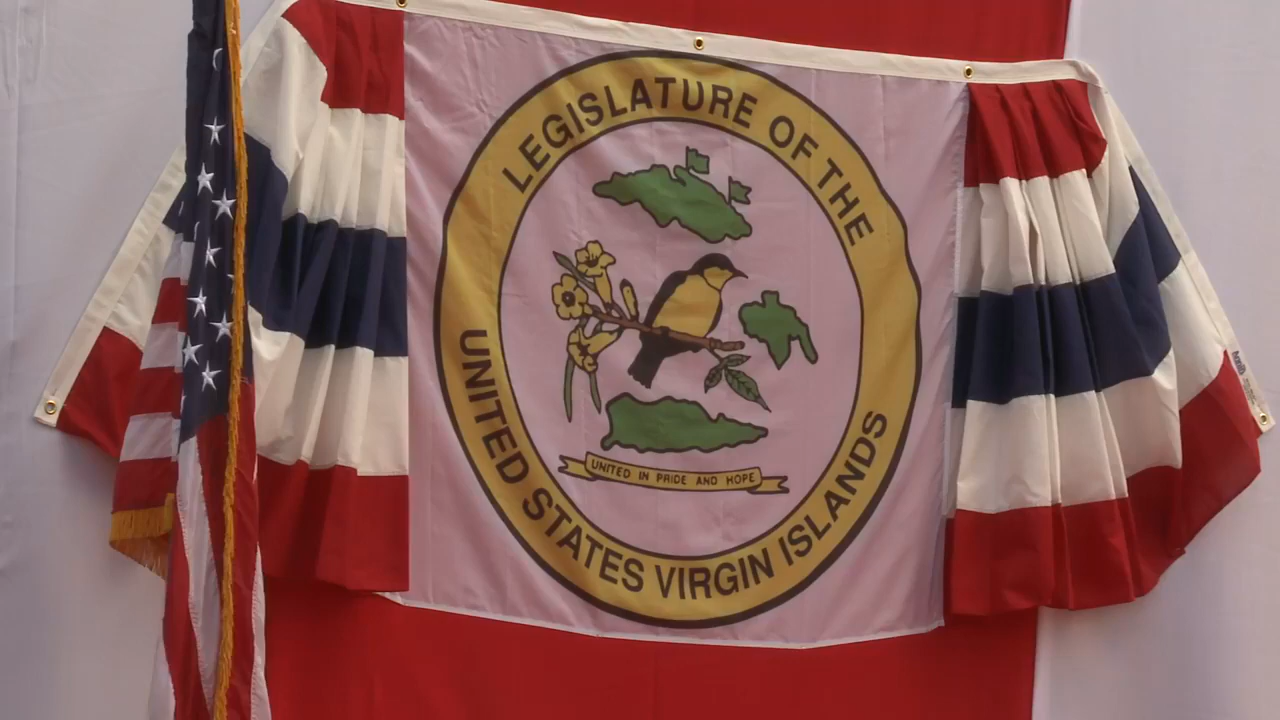 LEGISLATURE OF THE
UNITED STATES VIRGIN ISLANDS
UNITED IN PRIDE AND HOPE